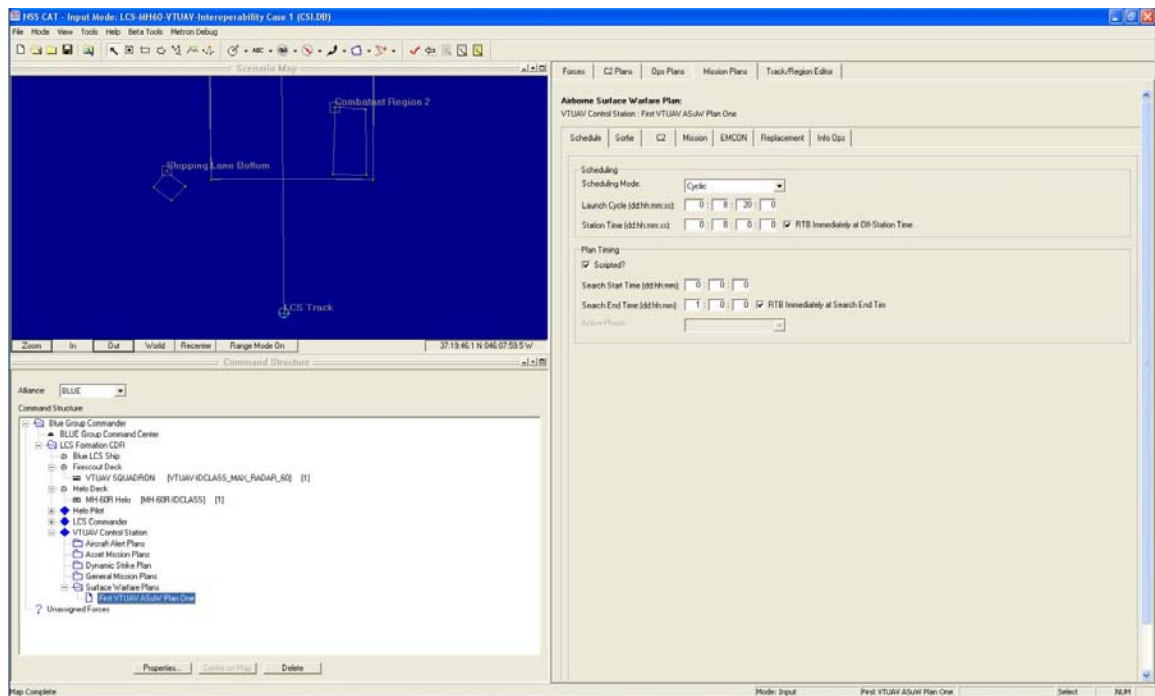 NSS CAT - Input Mode: LCS-MH60-VTUAV-Interoperability Case 1 (CSI.DB)
File Mode View Tools Help Beta Tools Metron Debug
ABC
Scenario Map
Combatant Region 2
Shipping Lane Bottom
LCS Track
Zoom In Out World Recenter Range Mode On 37:19:46.1 N 046:07:59.5 W
Command Structure
Alliance: BLUE
Command Structure
Blue Group Commander
BLUE Group Command Center
LCS Formation CDR
Blue LCS Ship
Firescout Deck
VTUAV SQUADRON [VTUAV-IDCLASS_MAX_RADAR_60] [1]
Helo Deck
MH-60R Helo [MH-60R-IDCLASS] [1]
Helo Pilot
LCS Commander
VTUAV Control Station
Aircraft Alert Plans
Asset Mission Plans
Dynamic Strike Plan
General Mission Plans
Surface Warfare Plans
First VTUAV ASuW Plan One
? Unassigned Forces
Properties... Center on Map Delete
Forces C2 Plans Ops Plans Mission Plans Track/Region Editor
Airborne Surface Warfare Plan:
VTUAV Control Station : First VTUAV ASuW Plan One
Schedule Sortie C2 Mission EMCON Replacement Info Ops
Scheduling
Scheduling Mode: Cyclic
Launch Cycle (dd:hh:mm:ss): 0 : 8 : 20 : 0
Station Time (dd:hh:mm:ss): 0 : 8 : 0 : 0 RTB Immediately at Off-Station Time
Plan Timing
Scripted?
Search Start Time (dd:hh:mm): 0 : 0 : 0
Search End Time (dd:hh:mm): 1 : 0 : 0 RTB Immediately at Search End Tim
Active Phase:
Map Complete Mode: Input First VTUAV ASuW Plan One Select NUM